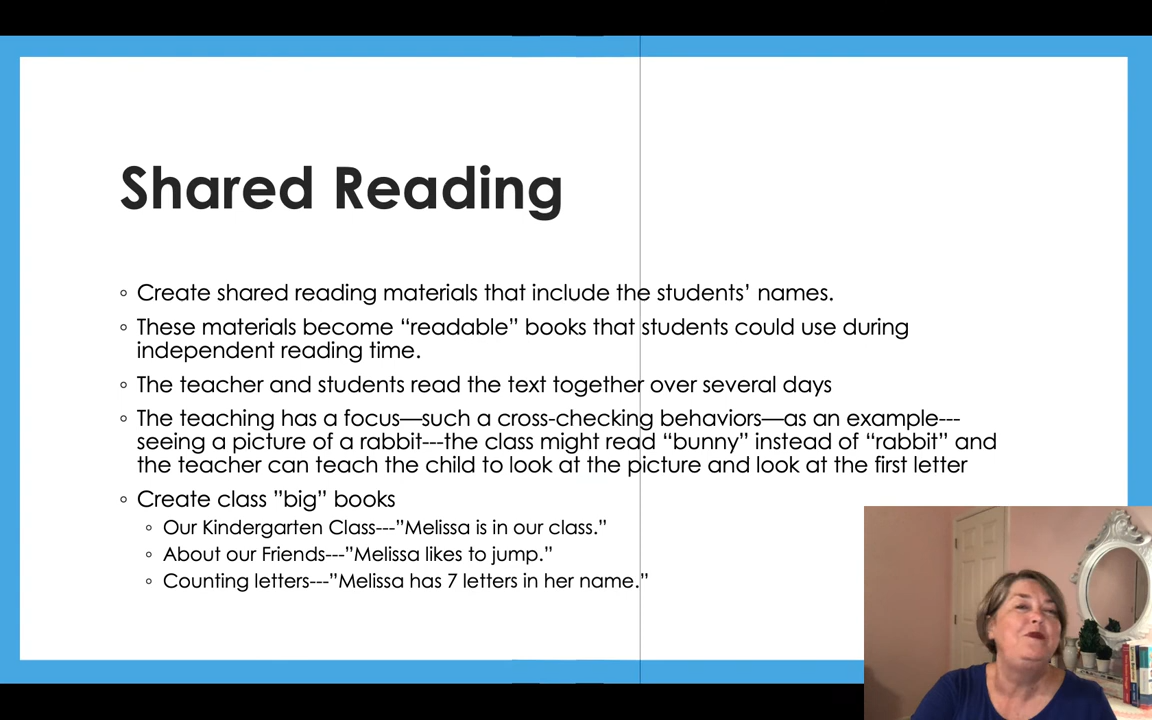 Shared Reading
◦ Create shared reading materials that include the students’ names.
◦ These materials become “readable” books that students could use during
independent reading time.
◦ The teacher and students read the text together over several days
◦ The teaching has a focus—such a cross-checking behaviors—as an example---
seeing a picture of a rabbit---the class might read “bunny” instead of “rabbit” and
the teacher can teach the child to look at the picture and look at the first letter
◦ Create class ”big” books
◦ Our Kindergarten Class---”Melissa is in our class.”
◦ About our Friends---”Melissa likes to jump.”
◦ Counting letters---”Melissa has 7 letters in her name.”